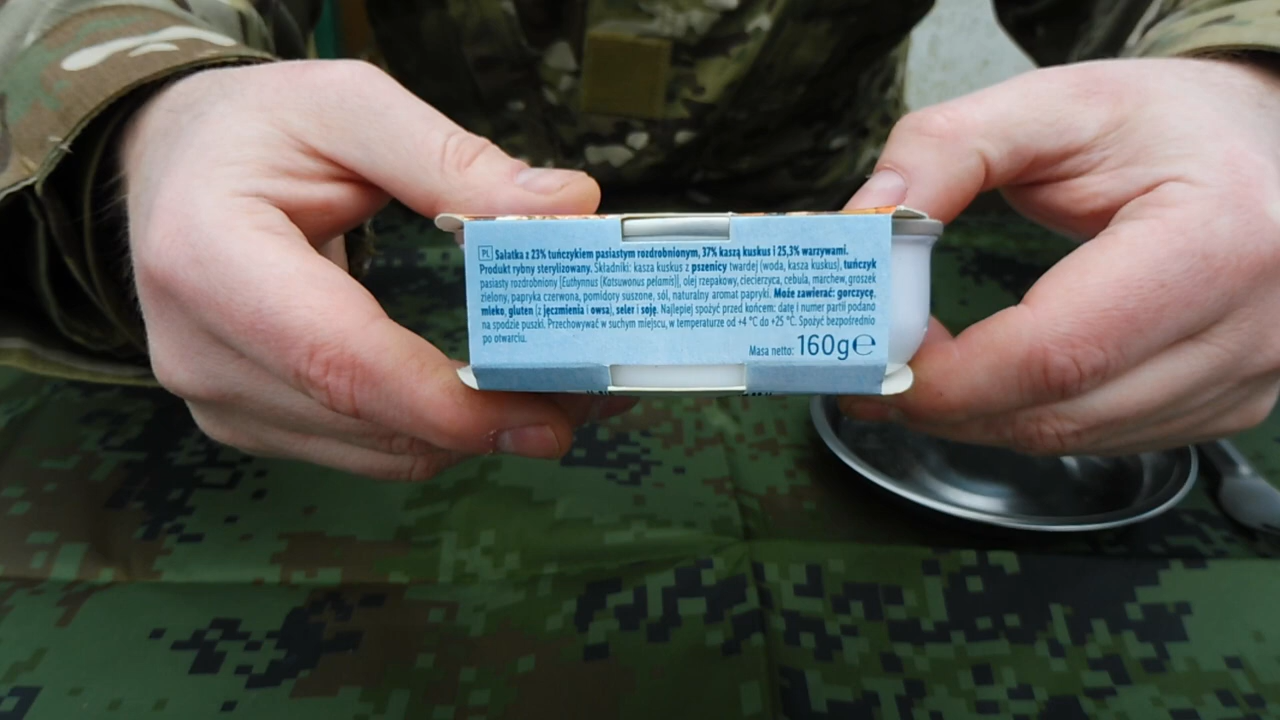 PL Sałatka z 23% tuńczykiem pasiastym rozdrobnionym, 37% kaszą kuskus i 25,3% warzywami.
Produkt rybny sterylizowany. Składniki: kasza kuskus z pszenicy twardej (woda, kasza kuskus), tuńczyk
pasiasty rozdrobniony [Euthynnus (Katsuwonus pelamis)], olej rzepakowy, ciecierzyca, cebula, marchew, groszek
zielony, papryka czerwona, pomidory suszone, sól, naturalny aromat papryki. Może zawierać: gorczycę,
mleko, gluten (z jęczmienia i owsa), seler i soję. Najlepiej spożyć przed końcem: datę i numer partii podano
na spodzie puszki. Przechowywać w suchym miejscu, w temperaturze od +4 °C do +25 °C. Spożyć bezpośrednio
po otwarciu.
Masa netto: 160g℮